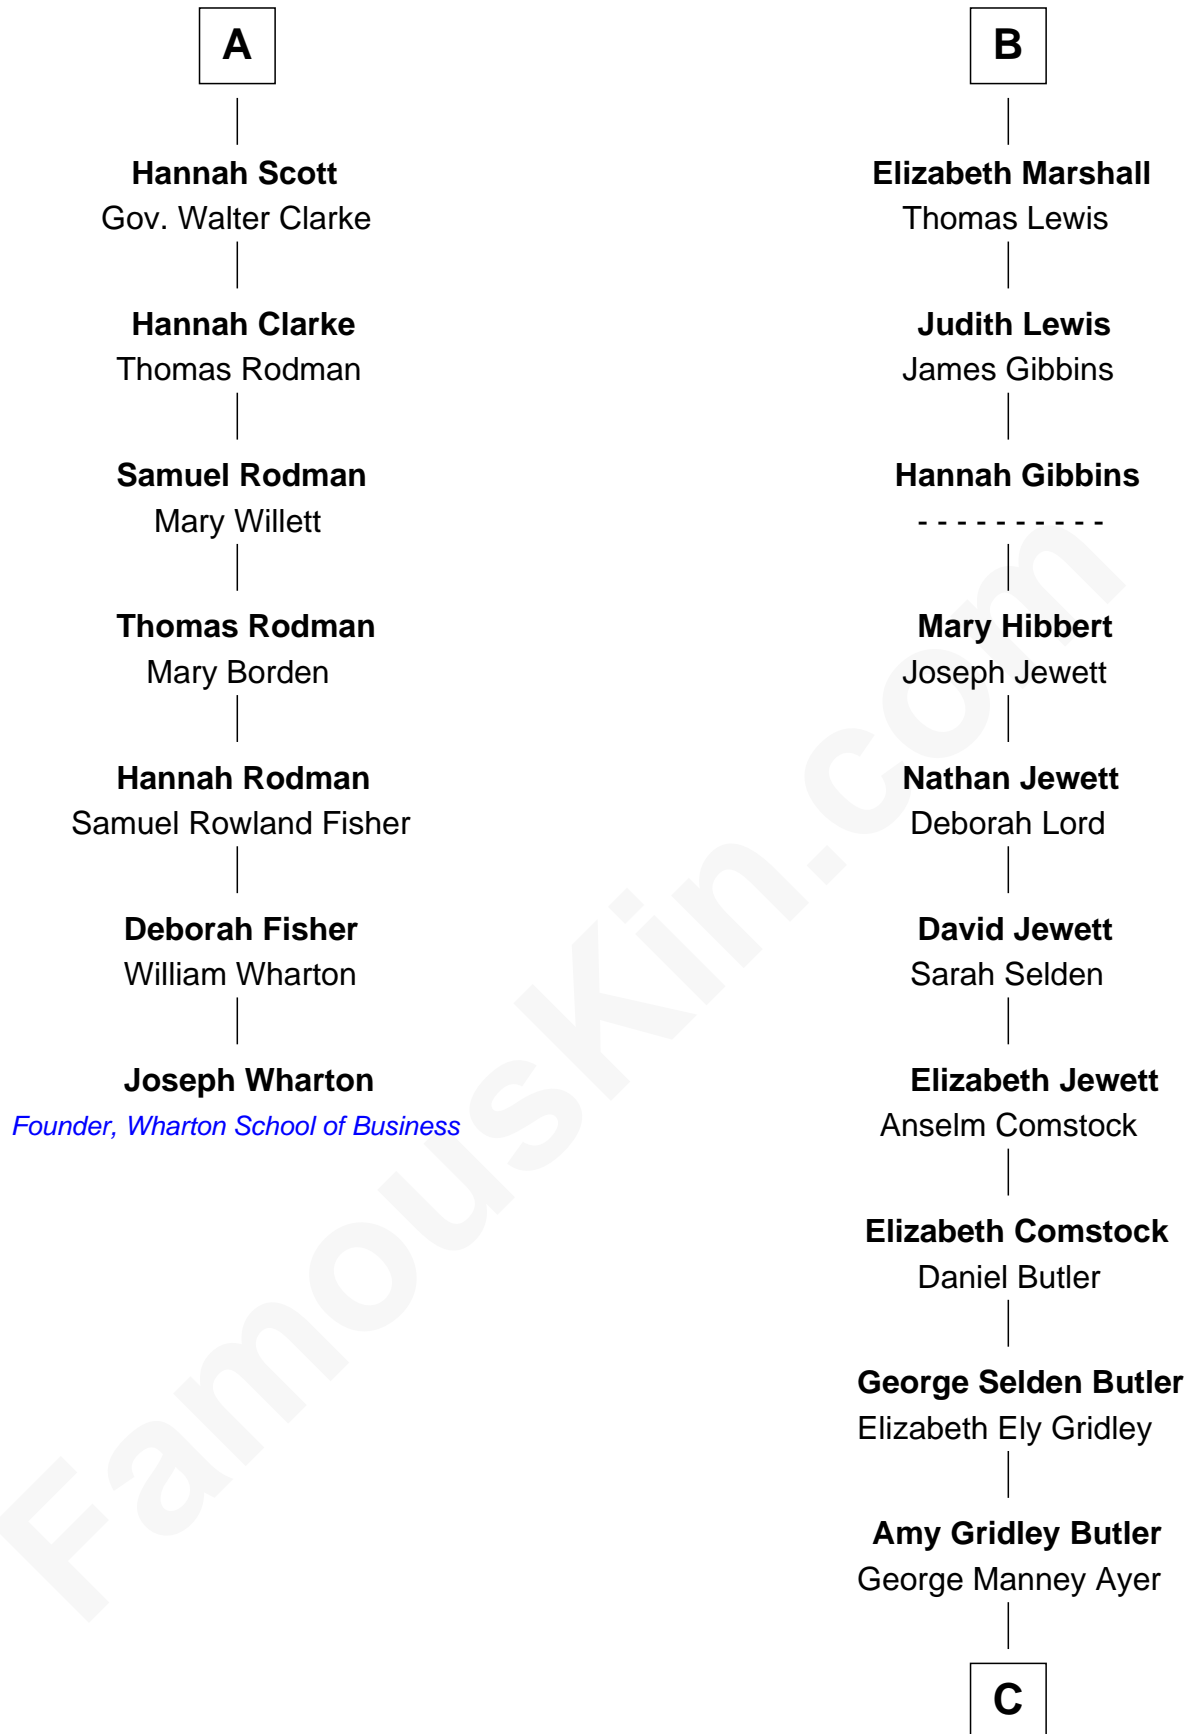 A
Hannah Scott
Gov. Walter Clarke
Hannah Clarke
Thomas Rodman
Samuel Rodman
Mary Willett
Thomas Rodman
Mary Borden
Hannah Rodman
Samuel Rowland Fisher
Deborah Fisher
William Wharton
Joseph Wharton
Founder, Wharton School of Business
B
Elizabeth Marshall
Thomas Lewis
Judith Lewis
James Gibbins
Hannah Gibbins
- - - - - - - - - -
Mary Hibbert
Joseph Jewett
Nathan Jewett
Deborah Lord
David Jewett
Sarah Selden
Elizabeth Jewett
Anselm Comstock
Elizabeth Comstock
Daniel Butler
George Selden Butler
Elizabeth Ely Gridley
Amy Gridley Butler
George Manney Ayer
C
FamousKin.com